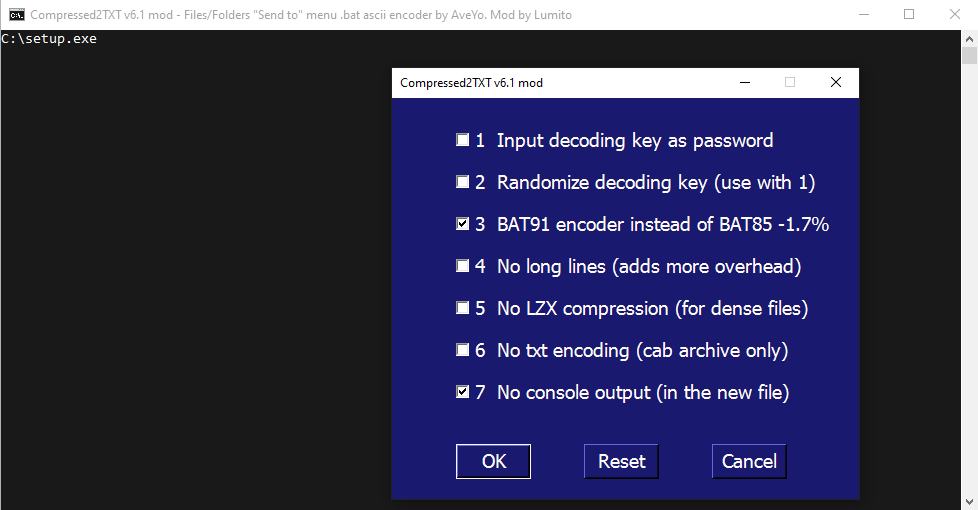 Compressed2TXT v6.1 mod - Files/Folders "Send to" menu .bat ascii encoder by AveYo. Mod by Lumito
C:\setup.exe
Compressed2TXT v6.1 mod
1 Input decoding key as password
2 Randomize decoding key (use with 1)
3 BAT91 encoder instead of BAT85 -1.7%
4 No long lines (adds more overhead)
5 No LZX compression (for dense files)
6 No txt encoding (cab archive only)
7 No console output (in the new file)
OK Reset Cancel